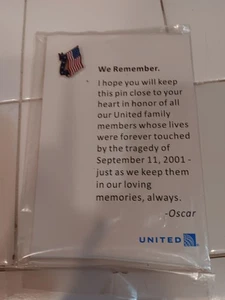 We Remember.
I hope you will keep
this pin close to your
heart in honor of all
our United family
members whose lives
were forever touched
by the tragedy of
September 11, 2001 -
just as we keep them
in our loving
memories, always.
-Oscar
UNITED